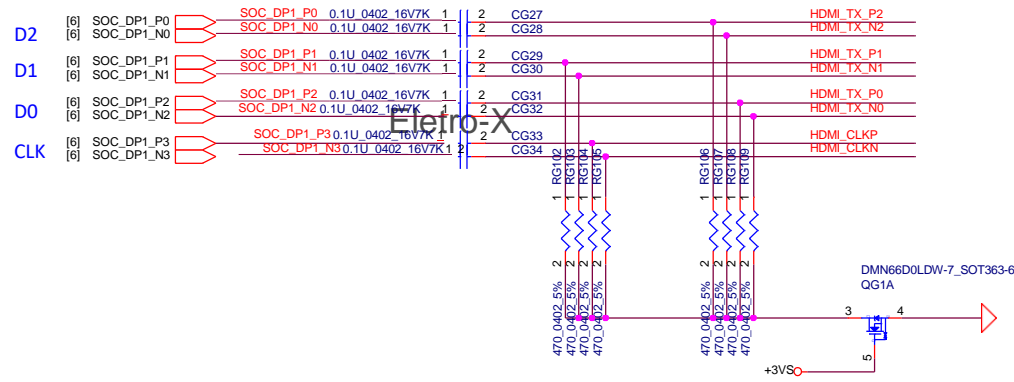 D2
[6] SOC_DP1_P0 SOC_DP1_P0 0.1U_0402_16V7K 1 2 CG27 HDMI_TX_P2
[6] SOC_DP1_N0 SOC_DP1_N0 0.1U_0402_16V7K 1 2 CG28 HDMI_TX_N2
D1
[6] SOC_DP1_P1 SOC_DP1_P1 0.1U_0402_16V7K 1 2 CG29 HDMI_TX_P1
[6] SOC_DP1_N1 SOC_DP1_N1 0.1U_0402_16V7K 1 2 CG30 HDMI_TX_N1
D0
[6] SOC_DP1_P2 SOC_DP1_P2 0.1U_0402_16V7K 1 2 CG31 HDMI_TX_P0
[6] SOC_DP1_N2 SOC_DP1_N2 0.1U_0402_16V7K 1 2 CG32 HDMI_TX_N0
Eletro-X
CLK
[6] SOC_DP1_P3 SOC_DP1_P3 0.1U_0402_16V7K 1 2 CG33 HDMI_CLKP
[6] SOC_DP1_N3 SOC_DP1_N3 0.1U_0402_16V7K 1 2 CG34 HDMI_CLKN
1 RG102
1 RG103
1 RG104
1 RG105
1 RG106
1 RG107
1 RG108
1 RG109
470_0402_5% 2
470_0402_5% 2
470_0402_5% 2
470_0402_5% 2
470_0402_5% 2
470_0402_5% 2
470_0402_5% 2
470_0402_5% 2
DMN66D0LDW-7_SOT363-6
QG1A
3 4
5
+3VS